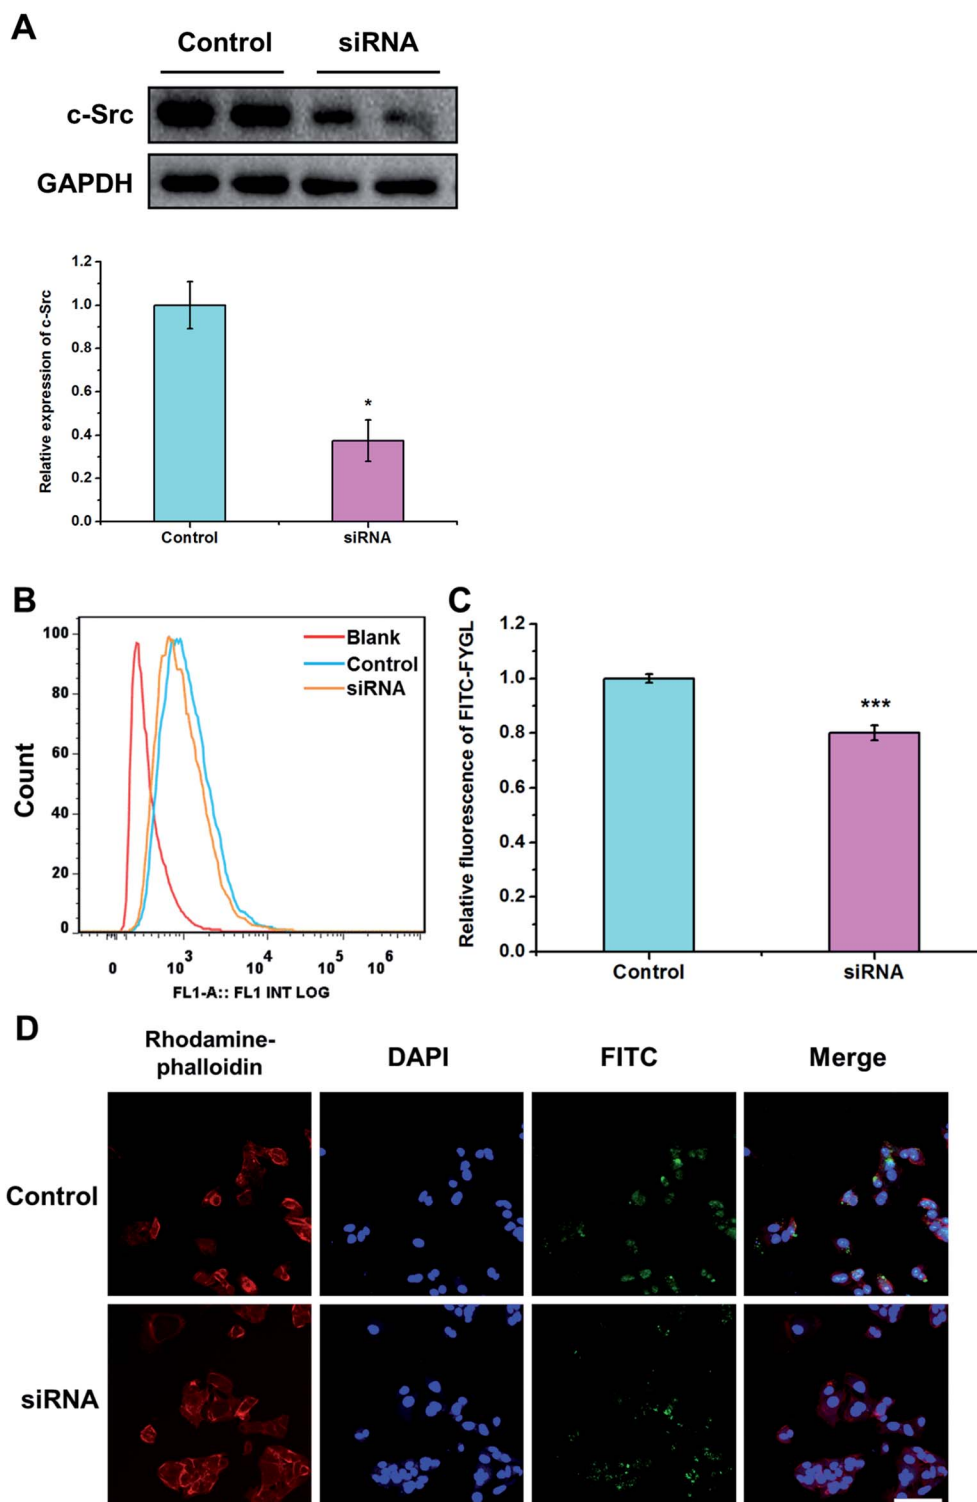 A
Control siRNA
c-Src
GAPDH
Relative expression of c-Src
1.2
1.0
0.8
0.6
0.4
0.2
0.0
*
Control siRNA
B
Count
100
80
60
40
20
0
Blank
Control
siRNA
0 10^3 10^4 10^5 10^6
FL1-A:: FL1 INT LOG
C
Relative fluorescence of FITC-FYGL
1.2
1.0
0.8
0.6
0.4
0.2
0.0
***
Control siRNA
D
Rhodamine-
phalloidin
DAPI FITC Merge
Control
siRNA